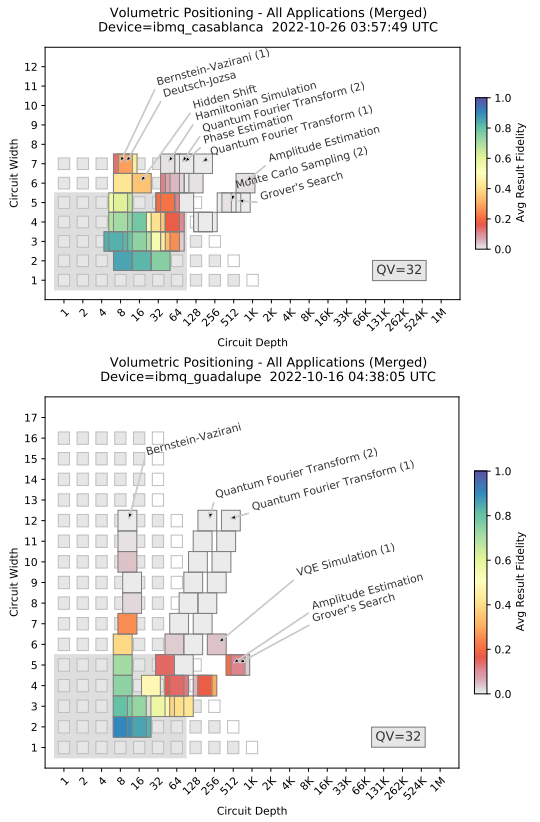 Volumetric Positioning - All Applications (Merged)
Device=ibmq_casablanca  2022-10-26 03:57:49 UTC
Circuit Width
12
11
10
9
8
7
6
5
4
3
2
1
Bernstein-Vazirani (1)
Deutsch-Jozsa
Hidden Shift
Hamiltonian Simulation
Quantum Fourier Transform (2)
Phase Estimation
Quantum Fourier Transform (1)
Amplitude Estimation
Monte Carlo Sampling (2)
Grover's Search
QV=32
1 2 4 8 16 32 64 128 256 512 1K 2K 4K 8K 16K 33K 66K 131K 262K 524K 1M
Circuit Depth
1.0
0.8
0.6
0.4
0.2
0.0
Avg Result Fidelity
Volumetric Positioning - All Applications (Merged)
Device=ibmq_guadalupe  2022-10-16 04:38:05 UTC
Circuit Width
17
16
15
14
13
12
11
10
9
8
7
6
5
4
3
2
1
Bernstein-Vazirani
Quantum Fourier Transform (2)
Quantum Fourier Transform (1)
VQE Simulation (1)
Amplitude Estimation
Grover's Search
QV=32
1 2 4 8 16 32 64 128 256 512 1K 2K 4K 8K 16K 33K 66K 131K 262K 524K 1M
Circuit Depth
1.0
0.8
0.6
0.4
0.2
0.0
Avg Result Fidelity